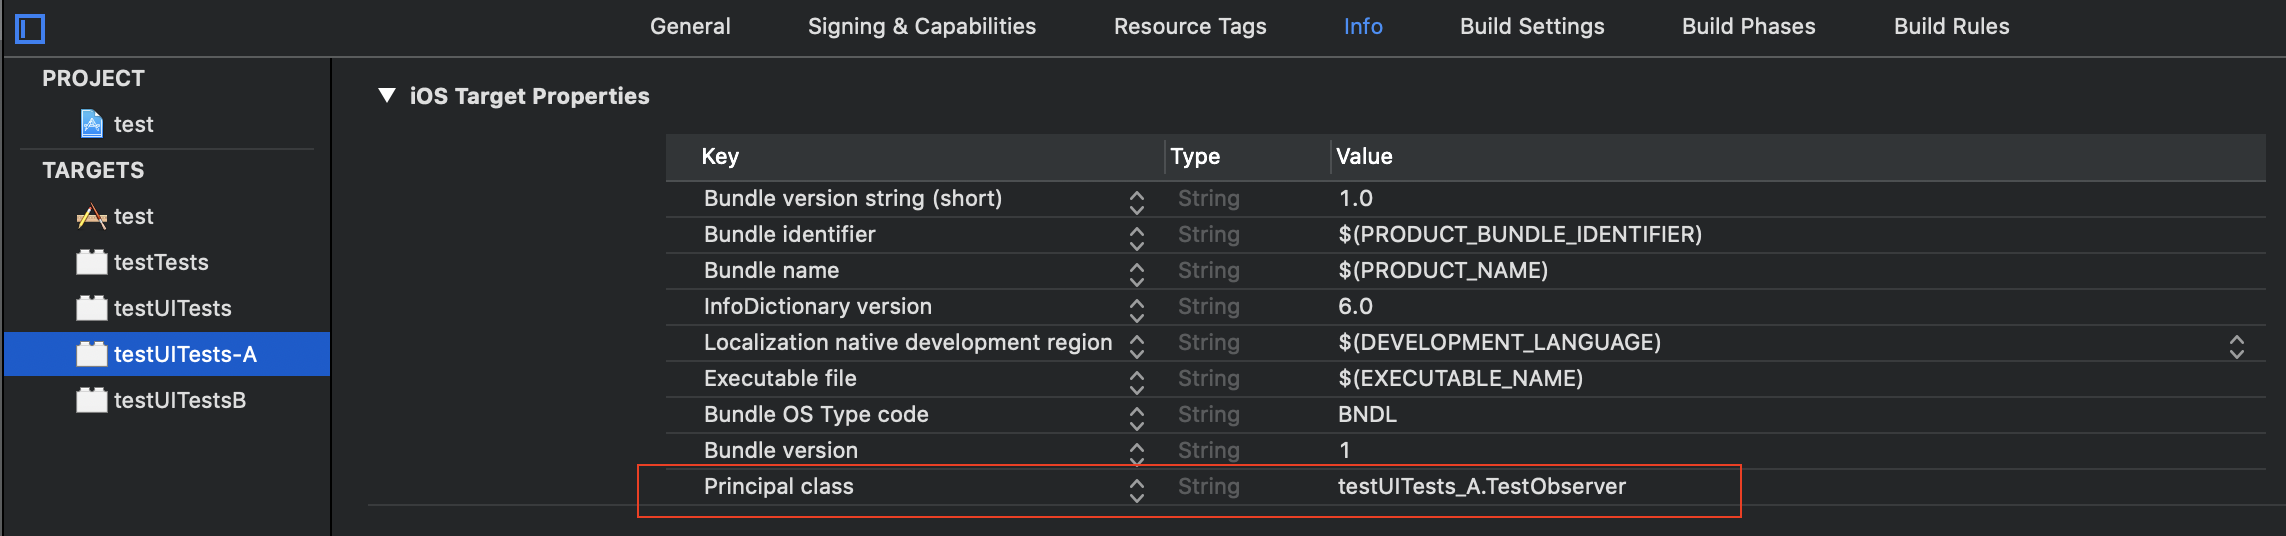 General Signing & Capabilities Resource Tags Info Build Settings Build Phases Build Rules
PROJECT
test
TARGETS
test
testTests
testUITests
testUITests-A
testUITestsB
iOS Target Properties
Key Type Value
Bundle version string (short) String 1.0
Bundle identifier String $(PRODUCT_BUNDLE_IDENTIFIER)
Bundle name String $(PRODUCT_NAME)
InfoDictionary version String 6.0
Localization native development region String $(DEVELOPMENT_LANGUAGE)
Executable file String $(EXECUTABLE_NAME)
Bundle OS Type code String BNDL
Bundle version String 1
Principal class String testUITests_A.TestObserver